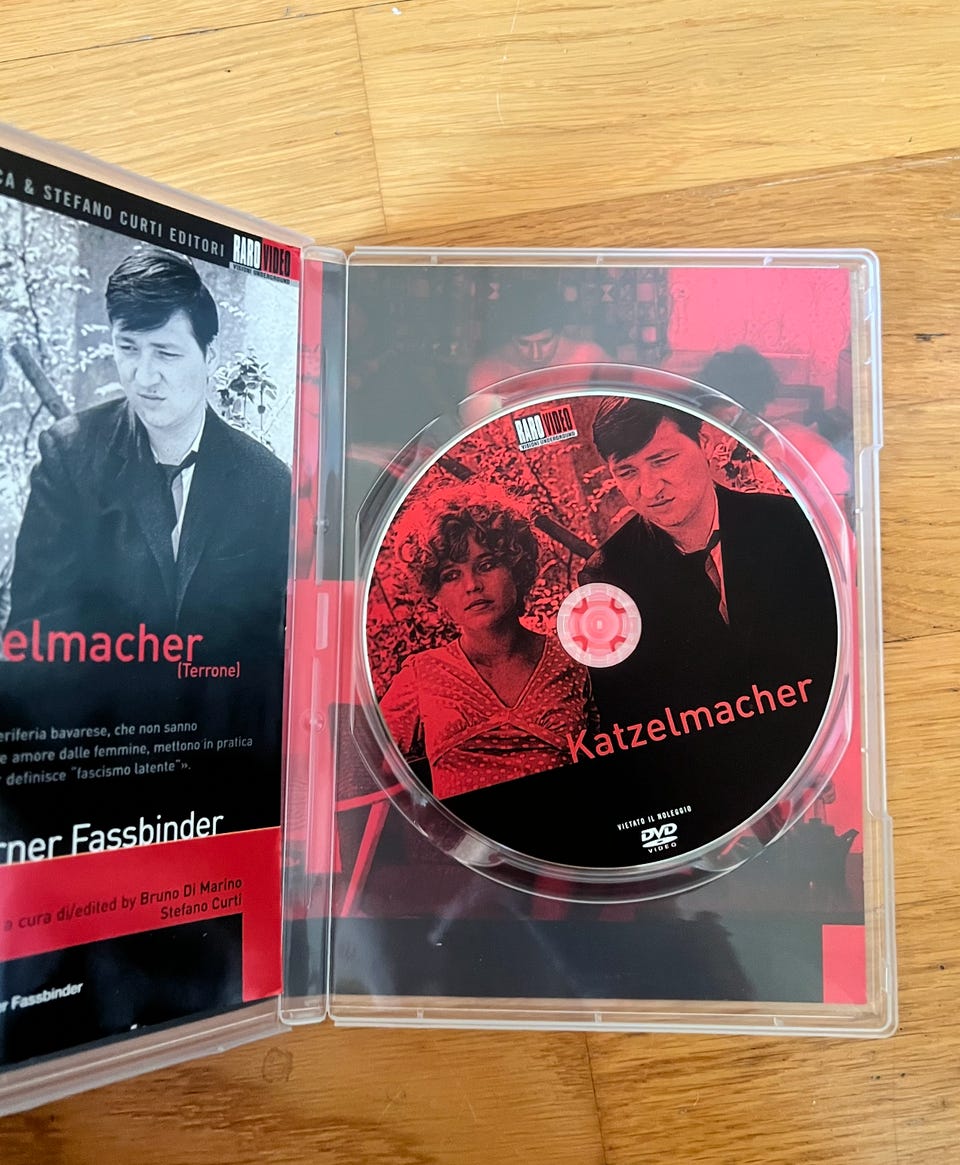 CA & STEFANO CURTI EDITORI
RARO VIDEO
VISIONI UNDERGROUND
elmacher
(Terrone)
eriferia bavarese, che non sanno
e amore dalle femmine, mettono in pratica
definisce "fascismo latente"».
rner Fassbinder
a cura di/edited by Bruno Di Marino
Stefano Curti
er Fassbinder
RARO VIDEO
VISIONI UNDERGROUND
Katzelmacher
VIETATO IL NOLEGGIO
DVD
VIDEO